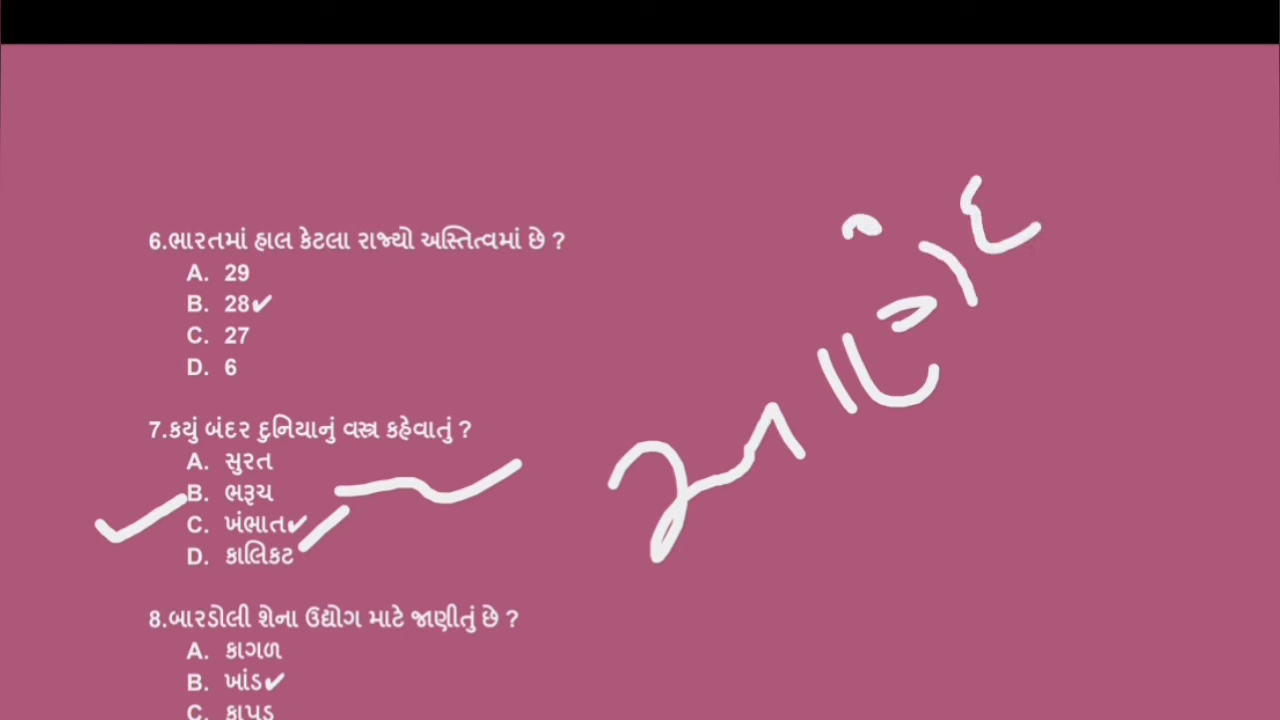 6.ભારતમાં હાલ કેટલા રાજ્યો અસ્તિત્વમાં છે ?
A. 29
B. 28✔
C. 27
D. 6
7.કયું બંદર દુનિયાનું વસ્ત્ર કહેવાતું ?
A. સુરત
B. ભરૂચ
C. ખંભાત✔
D. કાલિકટ
8.બારડોલી શેના ઉદ્યોગ માટે જાણીતું છે ?
A. કાગળ
B. ખાંડ✔
C. કાપડ